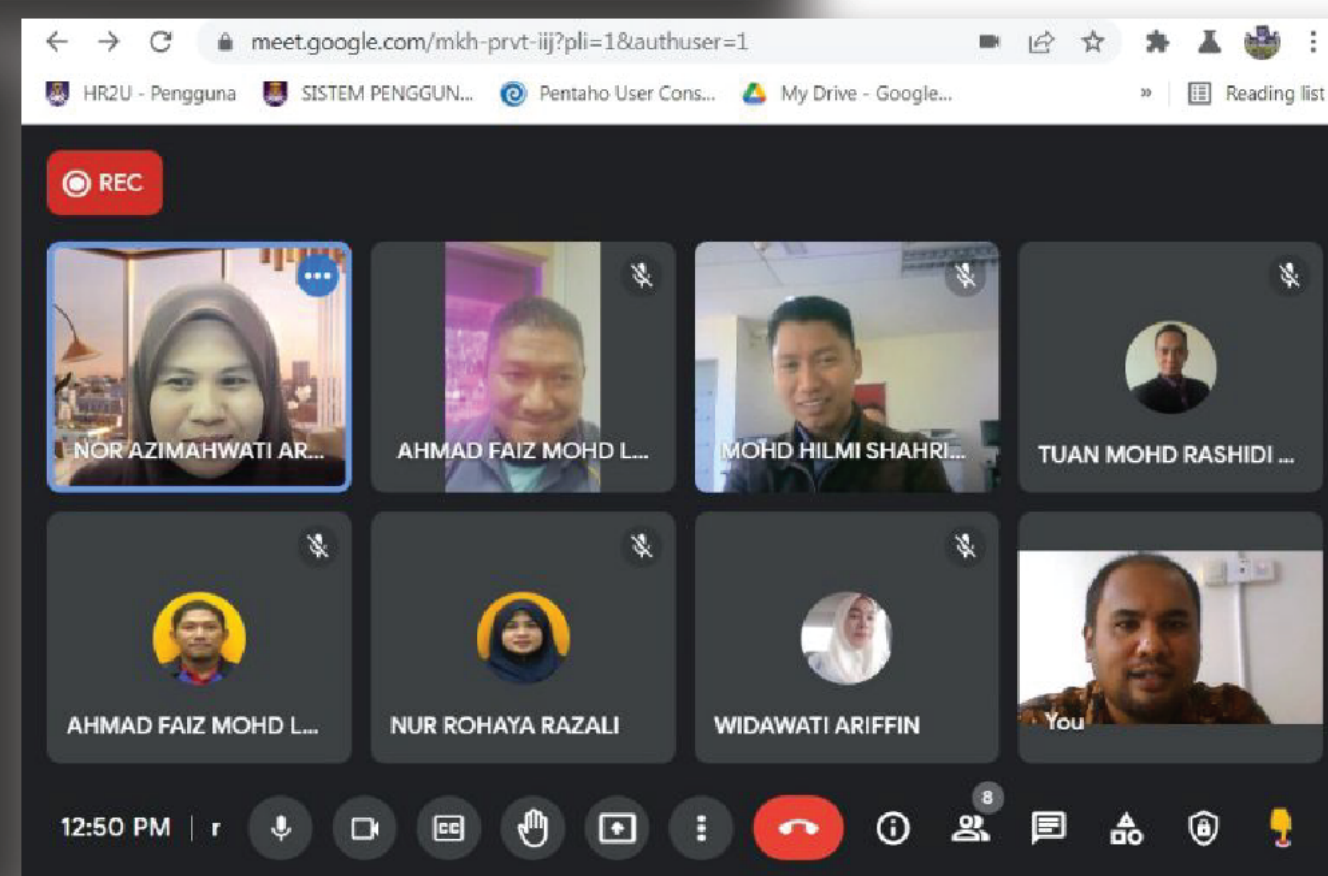 meet.google.com/mkh-prvt-iij?pli=1&authuser=1
HR2U - Pengguna SISTEM PENGGUN... Pentaho User Cons... My Drive - Google... » Reading list
REC
NOR AZIMAHWATI AR... AHMAD FAIZ MOHD L... MOHD HILMI SHAHRI... TUAN MOHD RASHIDI ...
AHMAD FAIZ MOHD L... NUR ROHAYA RAZALI WIDAWATI ARIFFIN You
8
12:50 PM | r CC